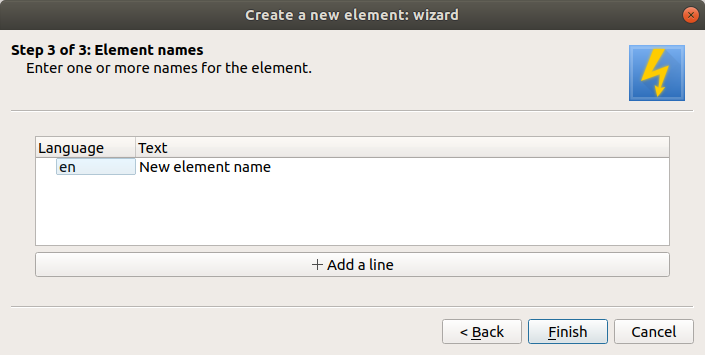 Create a new element: wizard
Step 3 of 3: Element names
Enter one or more names for the element.
Language Text
en New element name
+ Add a line
< Back Finish Cancel